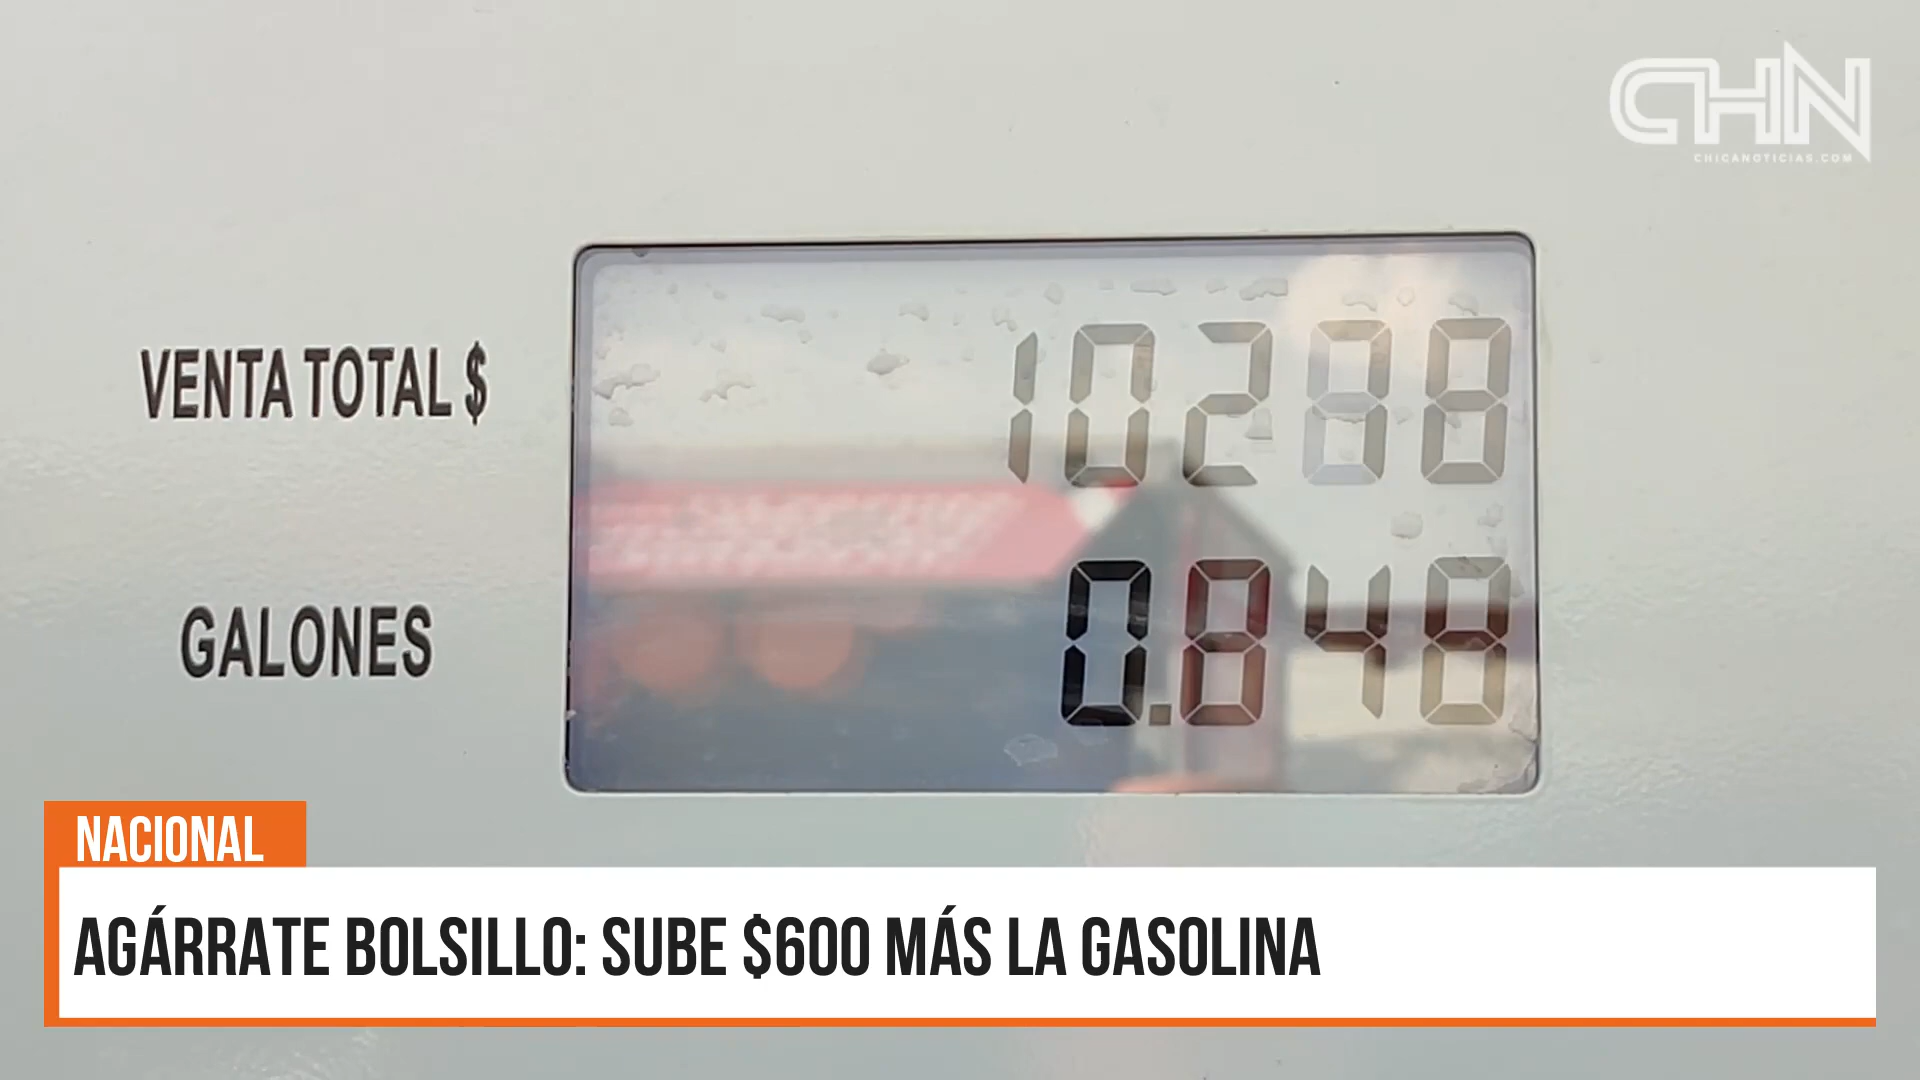 CHN
CHICANOTICIAS.COM
VENTA TOTAL $
10288
GALONES
0.848
NACIONAL
AGÁRRATE BOLSILLO: SUBE $600 MÁS LA GASOLINA